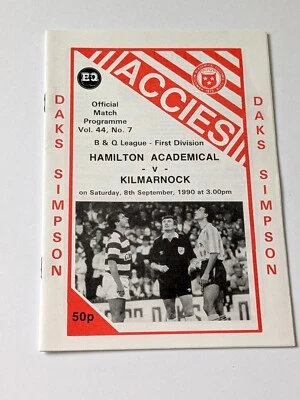 BQ
ACCIES
Official
Match
Programme
Vol. 44, No. 7
B & Q League - First Division
HAMILTON ACADEMICAL
- v -
KILMARNOCK
on Saturday, 8th September, 1990 at 3.00pm
DAKS SIMPSON
DAKS SIMPSON
50p